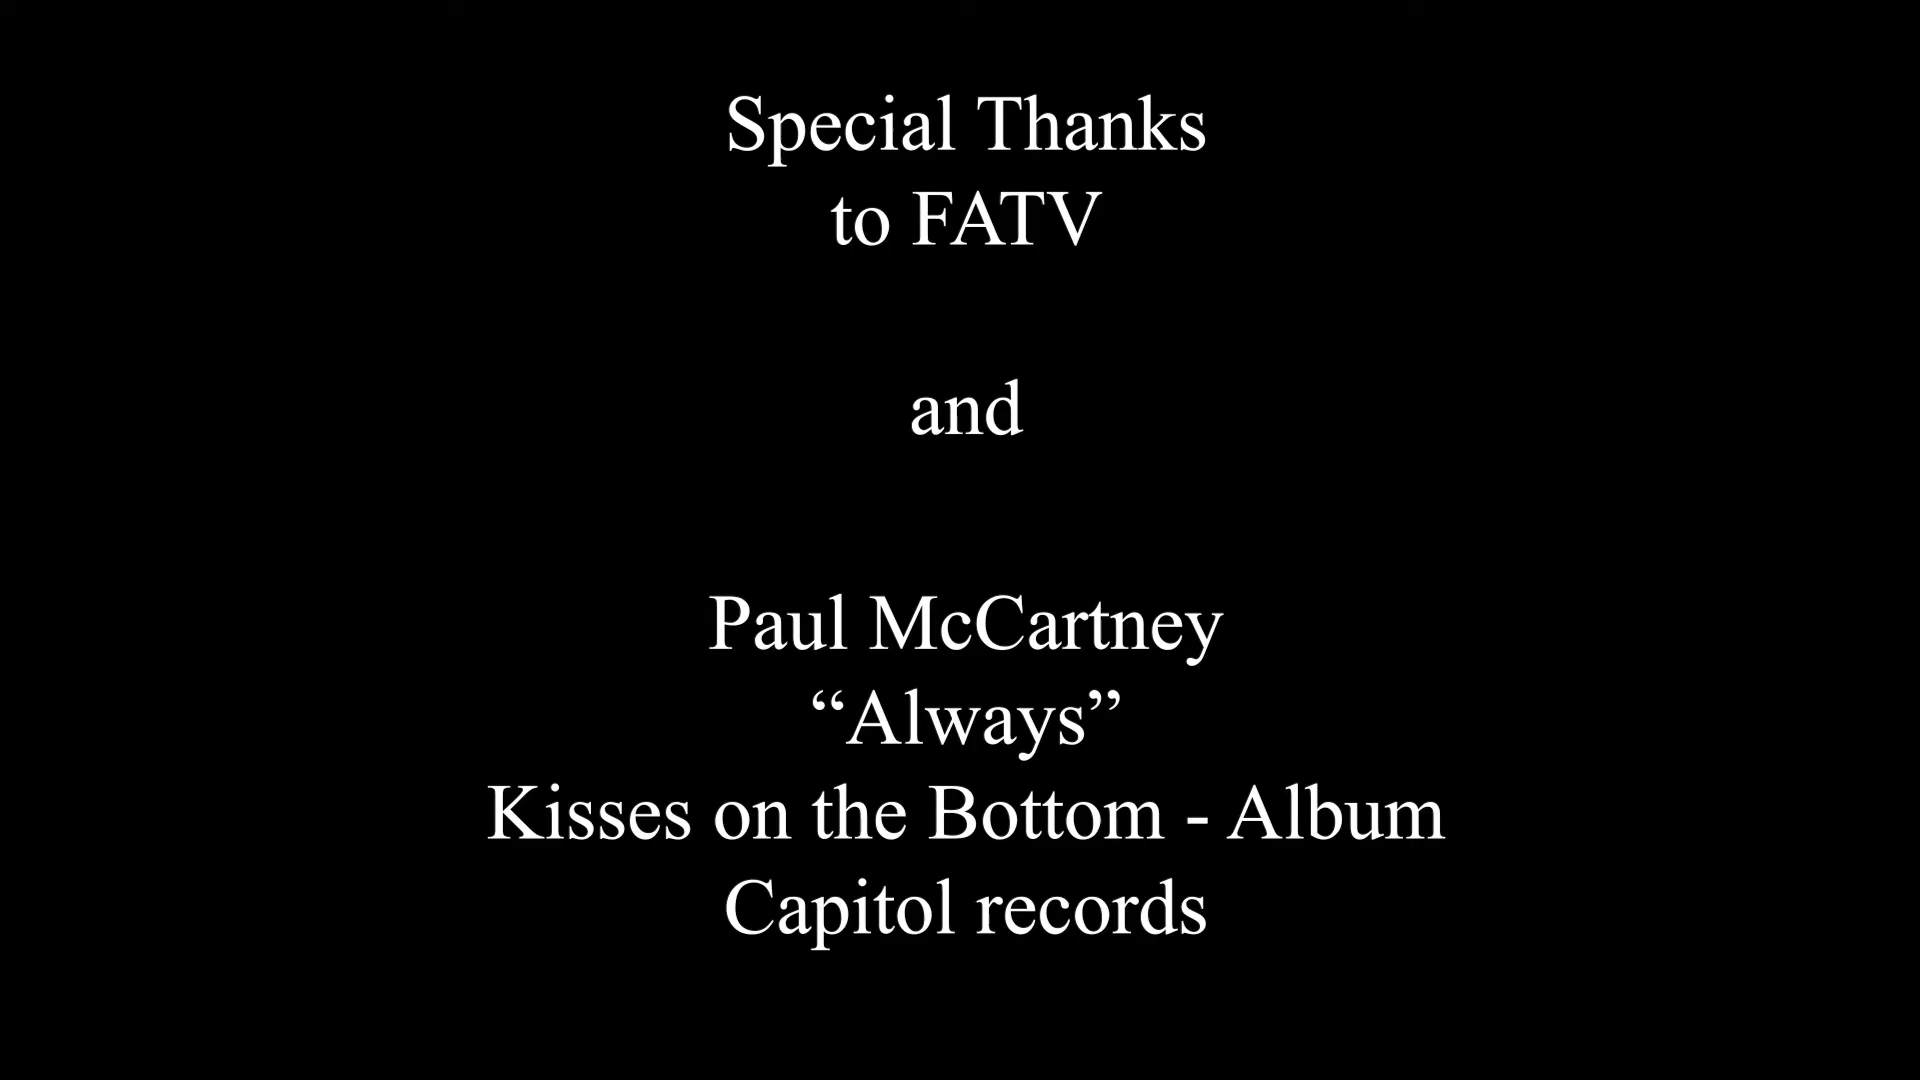 Special Thanks
to FATV
and
Paul McCartney
“Always”
Kisses on the Bottom - Album
Capitol records